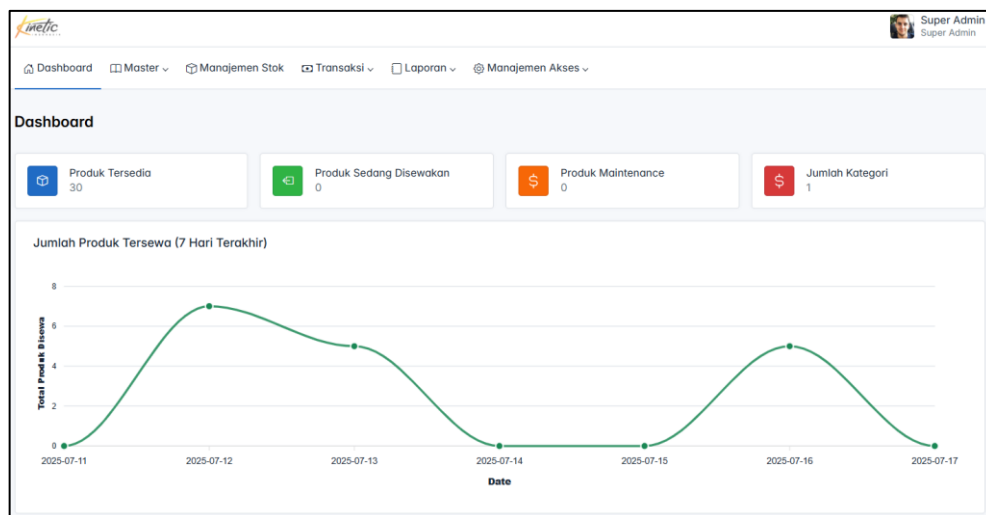 Kinetic
Super Admin
Super Admin
Dashboard Master Manajemen Stok Transaksi Laporan Manajemen Akses
Dashboard
Produk Tersedia
30
Produk Sedang Disewakan
0
Produk Maintenance
0
Jumlah Kategori
1
Jumlah Produk Tersewa (7 Hari Terakhir)
Total Produk Disewa
8
6
4
2
0
2025-07-11 2025-07-12 2025-07-13 2025-07-14 2025-07-15 2025-07-16 2025-07-17
Date